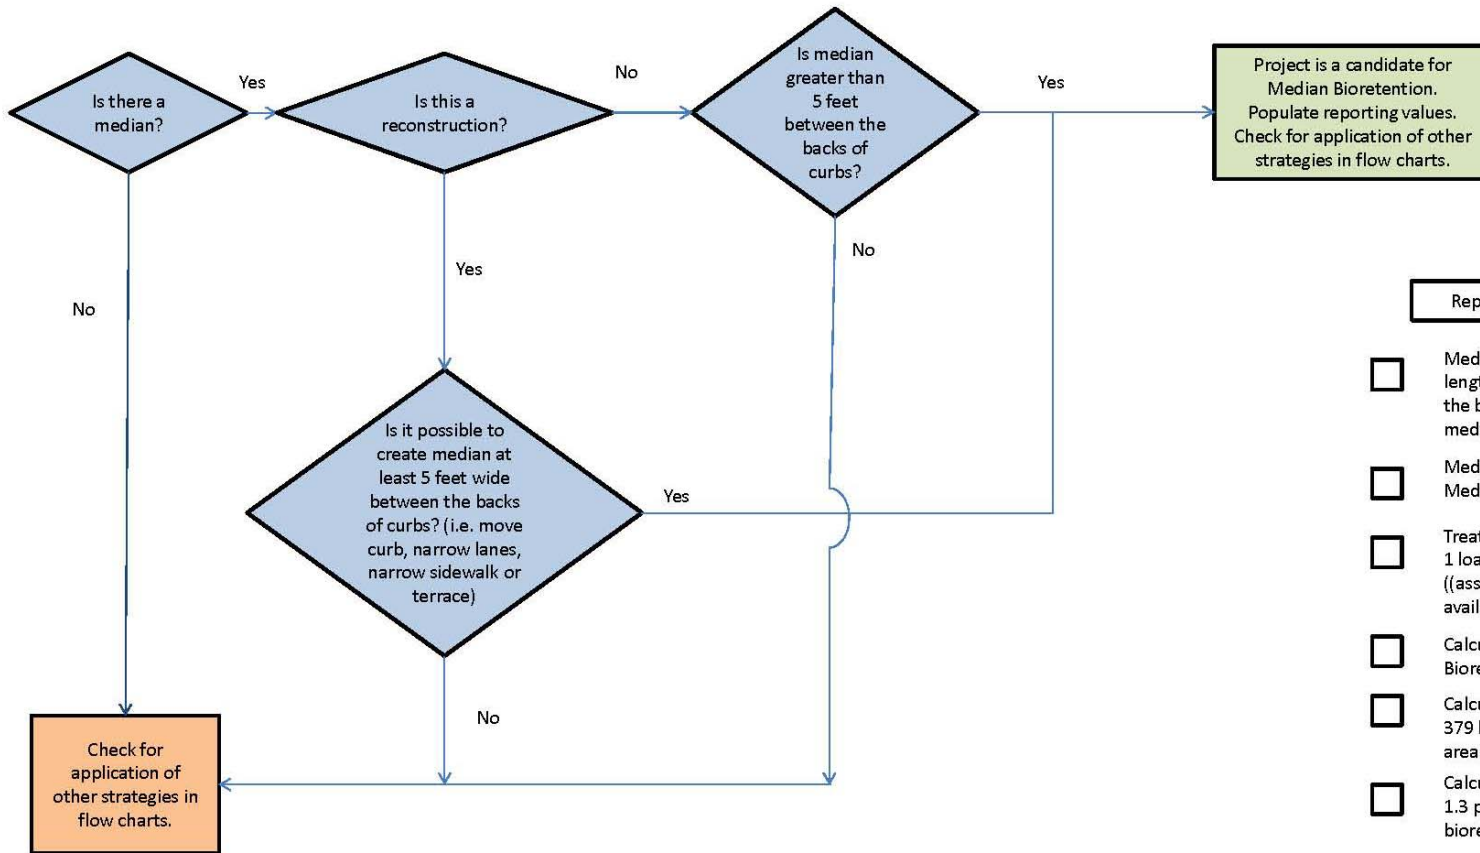 Is there a
median?
Yes
Is this a
reconstruction?
No
Is median
greater than
5 feet
between the
backs of
curbs?
Yes
Project is a candidate for
Median Bioretention.
Populate reporting values.
Check for application of other
strategies in flow charts.
No
Yes
No
Is it possible to
create median at
least 5 feet wide
between the backs
of curbs? (i.e. move
curb, narrow lanes,
narrow sidewalk or
terrace)
Yes
No
Check for
application of
other strategies in
flow charts.
Rep
Med
leng
the b
med
Med
Med
Treat
1 loa
((ass
avail
Calcu
Biore
Calcu
379
area
Calcu
1.3 p
biore